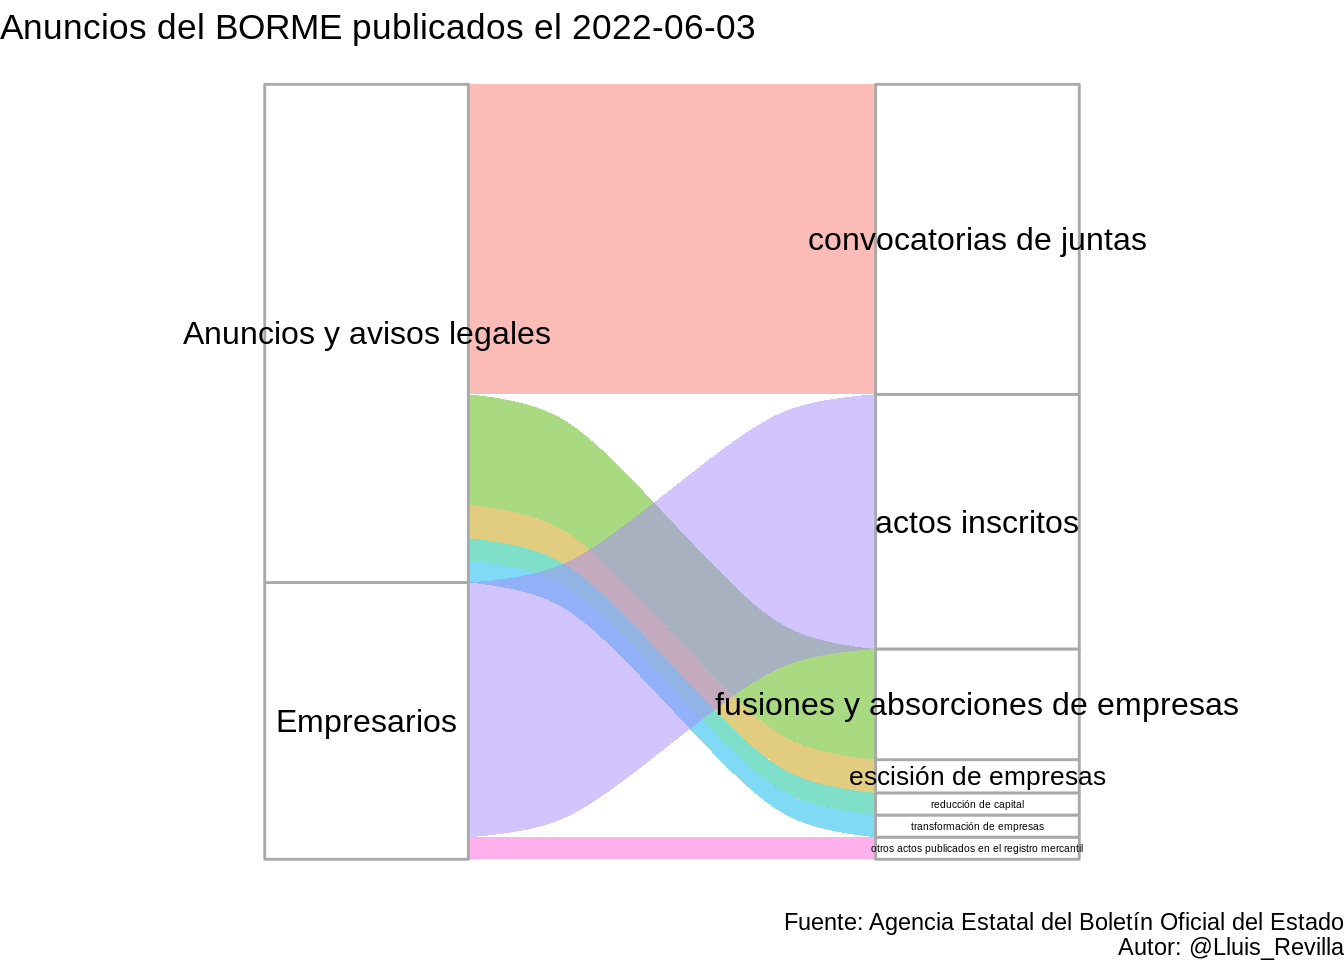 Anuncios del BORME publicados el 2022-06-03
convocatorias de juntas
Anuncios y avisos legales
actos inscritos
fusiones y absorciones de empresas
Empresarios
escisión de empresas
reducción de capital
transformación de empresas
otros actos publicados en el registro mercantil
Fuente: Agencia Estatal del Boletín Oficial del Estado
Autor: @Lluis_Revilla